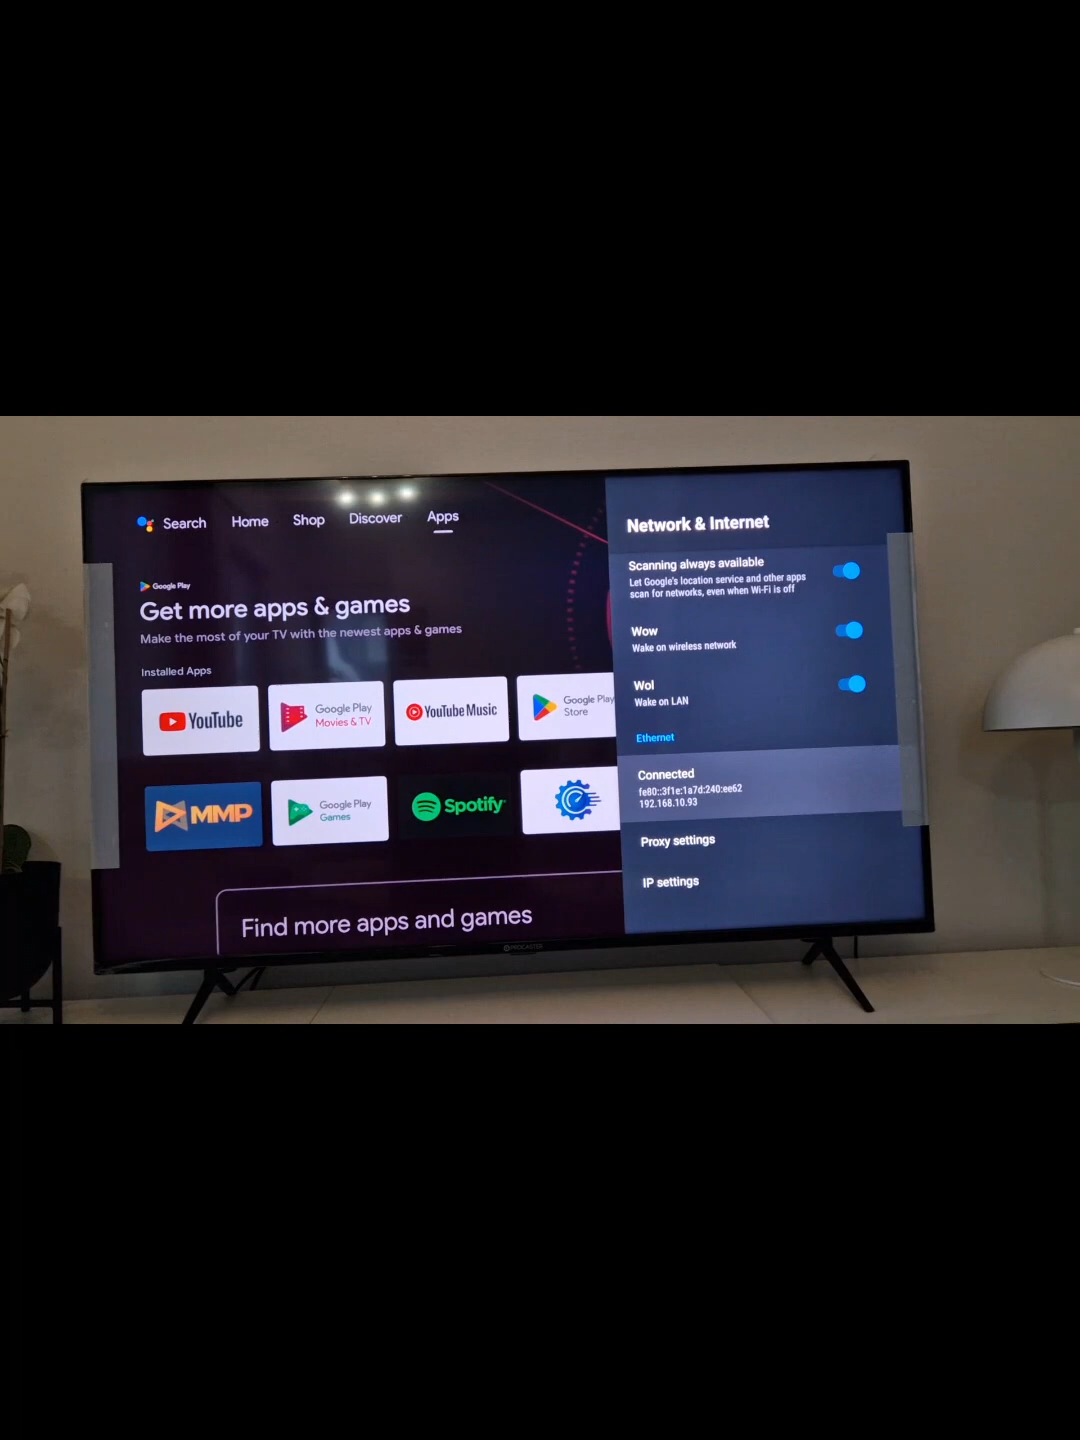 Search Home Shop Discover Apps
Google Play
Get more apps & games
Make the most of your TV with the newest apps & games
Installed Apps
YouTube
Google Play
Movies & TV
YouTube Music
Google Play
Store
MMP
Google Play
Games
Spotify
Find more apps and games
Network & Internet
Scanning always available
Let Google's location service and other apps
scan for networks, even when Wi-Fi is off
Wow
Wake on wireless network
Wol
Wake on LAN
Ethernet
Connected
fe80::3f1e:1a7d:240:ee62
192.168.10.93
Proxy settings
IP settings